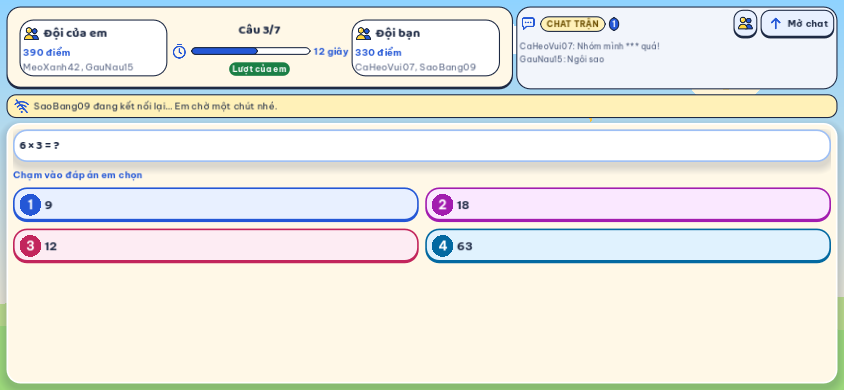 Đội của em
390 điểm
MeoXanh42, GauNau15
Câu 3/7
12 giây
Lượt của em
Đội bạn
330 điểm
CaHeoVui07, SaoBang09
CHAT TRẬN 1
Mở chat
CaHeoVui07: Nhóm mình *** quá!
GauNau15: Ngôi sao
SaoBang09 đang kết nối lại... Em chờ một chút nhé.
6 × 3 = ?
Chạm vào đáp án em chọn
1 9
2 18
3 12
4 63